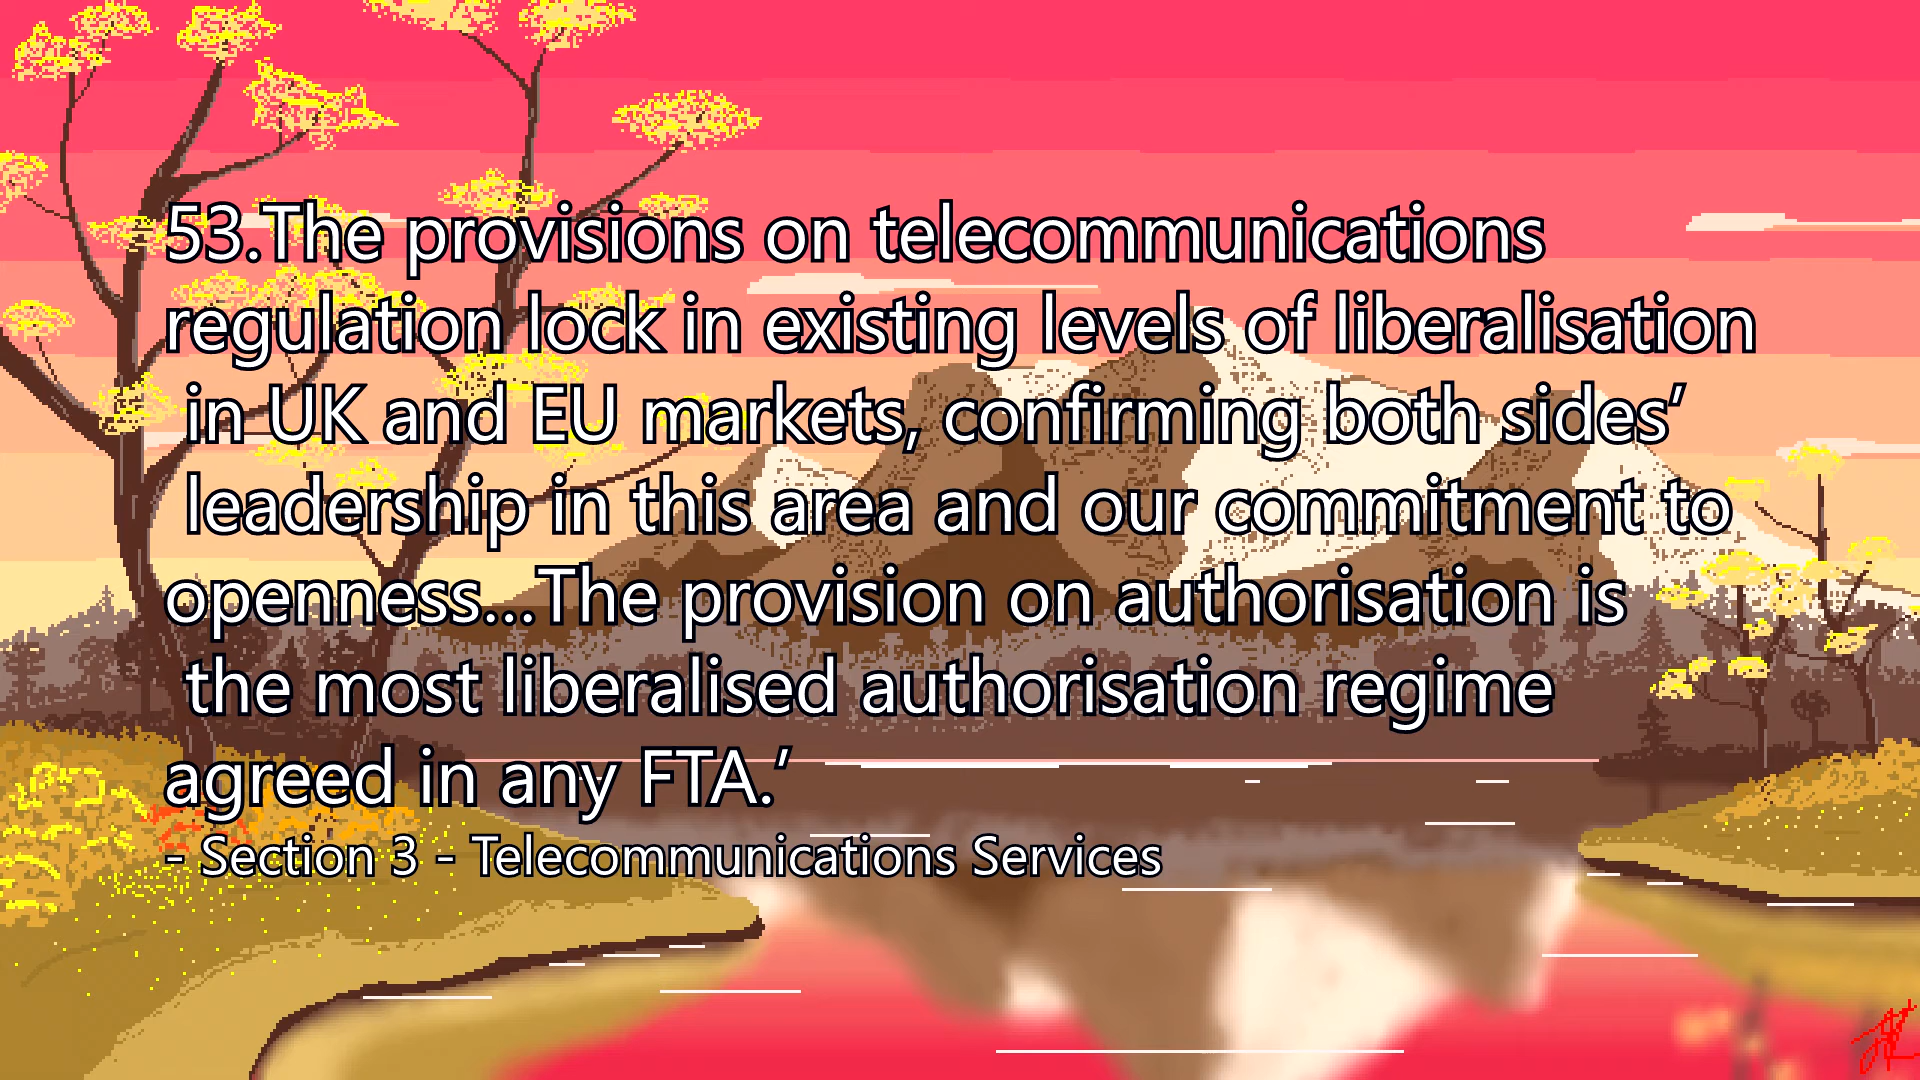 53.The provisions on telecommunications
regulation lock in existing levels of liberalisation
in UK and EU markets, confirming both sides’
leadership in this area and our commitment to
openness...The provision on authorisation is
the most liberalised authorisation regime
agreed in any FTA.’
- Section 3 - Telecommunications Services